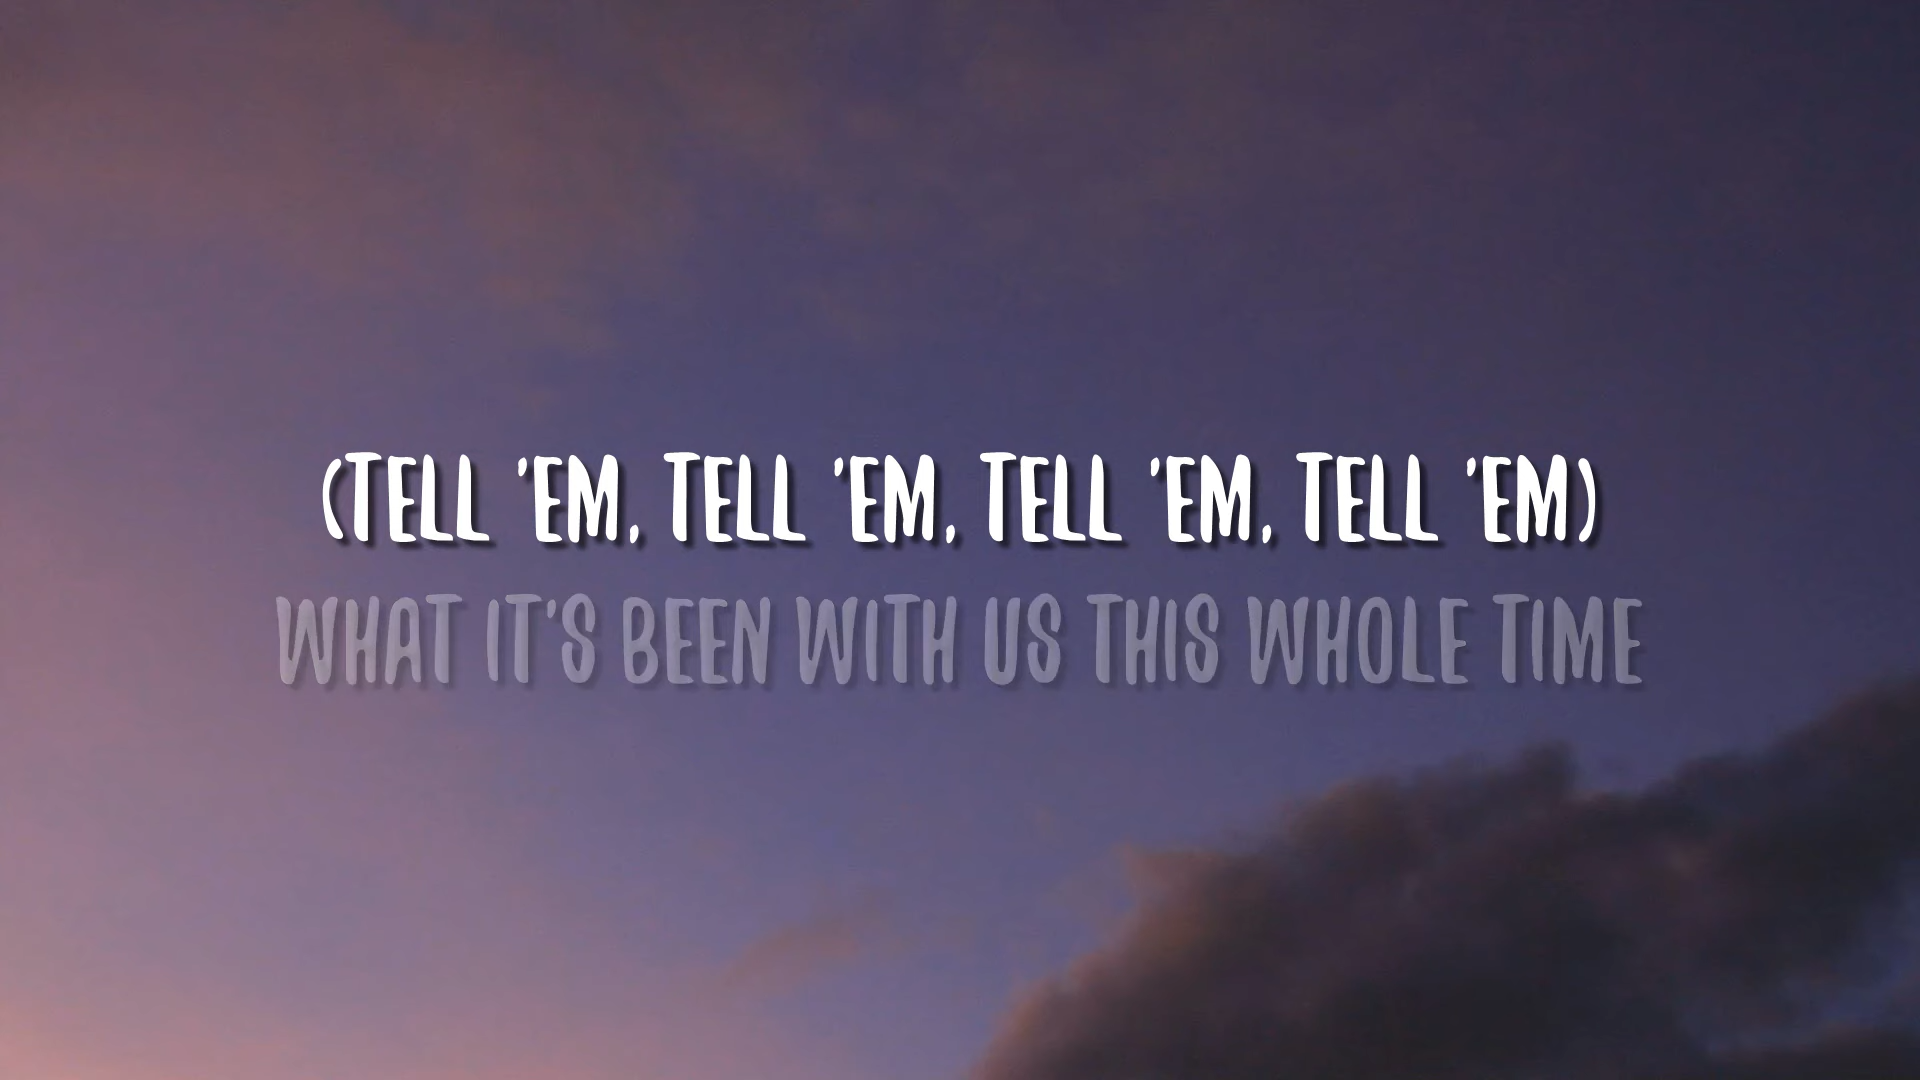 (TELL 'EM, TELL 'EM, TELL 'EM, TELL 'EM)
WHAT IT'S BEEN WITH US THIS WHOLE TIME